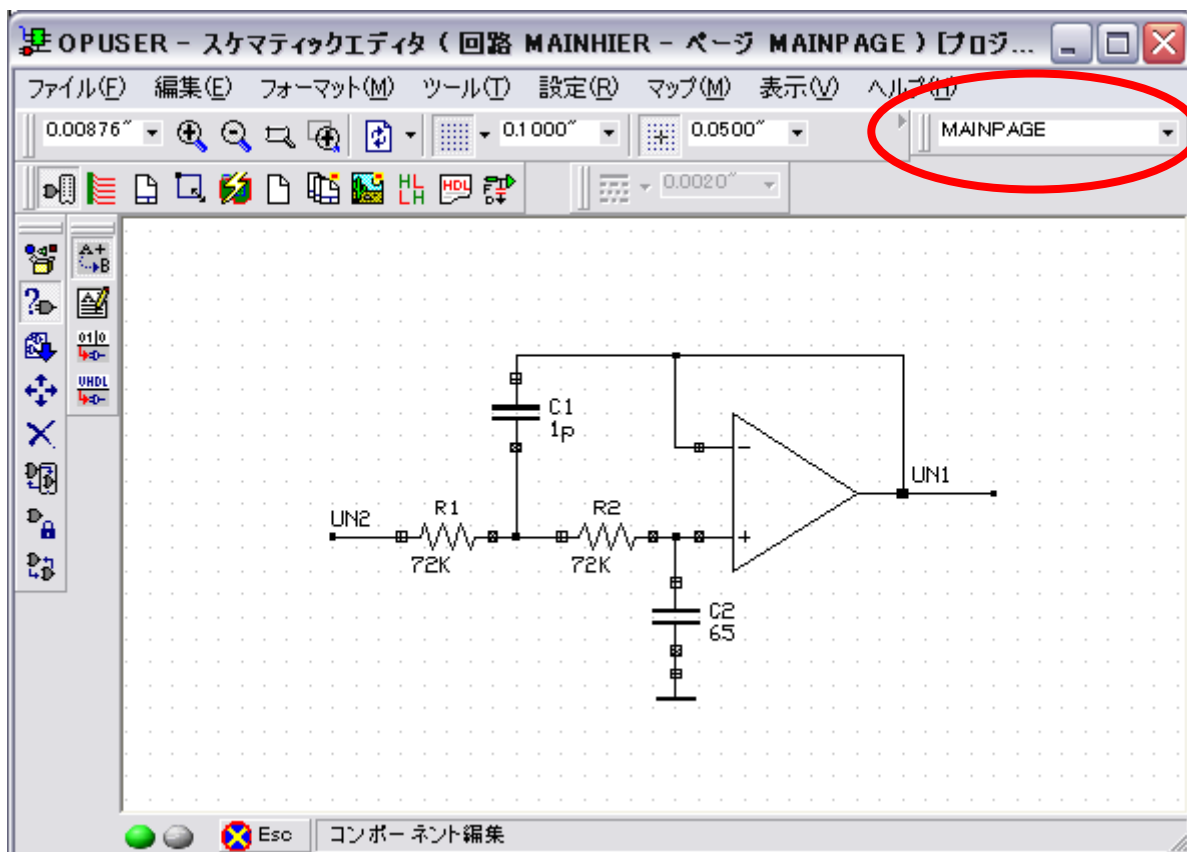 OPUSER - スケマティックエディタ ( 回路 MAINHIER - ページ MAINPAGE ) [プロジ...
ファイル(F) 編集(E) フォーマット(M) ツール(T) 設定(R) マップ(M) 表示(V) ヘルプ(H)
0.00876" 0.1000" 0.0500" MAINPAGE
HL LH HDL 0.0020"
A+ B
01|0
VHDL
C1
1p
UN1
UN2 R1 R2
72K 72K
C2
65
Esc コンポーネント編集